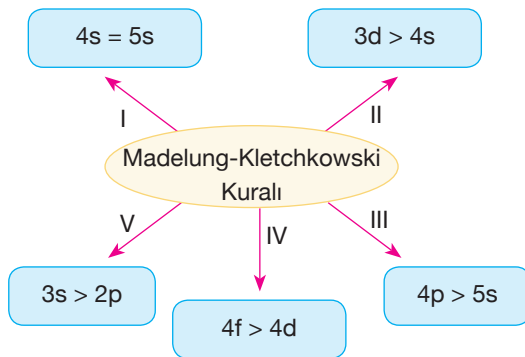 4s = 5s
3d > 4s
I
II
Madelung-Kletchkowski
Kuralı
V
IV
III
3s > 2p
4f > 4d
4p > 5s